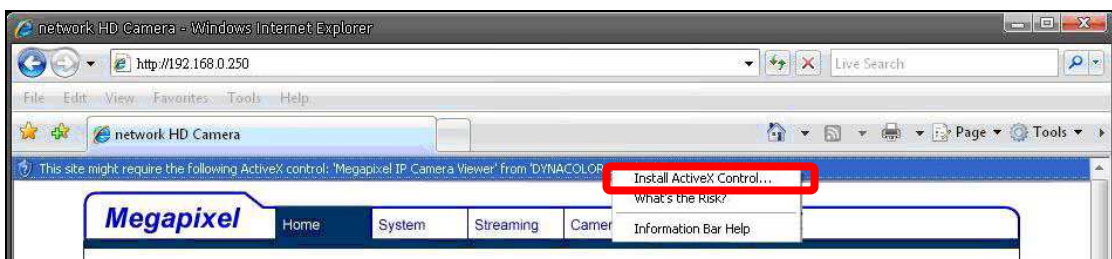 network HD Camera - Windows Internet Explorer
http://192.168.0.250
Live Search
File Edit View Favorites Tools Help
network HD Camera
Page Tools
This site might require the following ActiveX control: 'Megapixel IP Camera Viewer' from 'DYNACOLOR
Install ActiveX Control...
What's the Risk?
Information Bar Help
Megapixel
Home System Streaming Camer